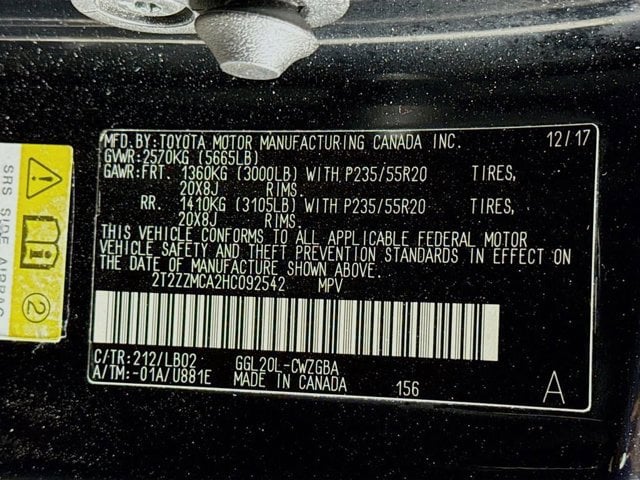 MFD. BY: TOYOTA MOTOR MANUFACTURING CANADA INC. 12/17
GVWR: 2570KG (5665LB)
GAWR: FRT. 1360KG (3000LB) WITH P235/55R20 TIRES,
20X8J RIMS.
RR. 1410KG (3105LB) WITH P235/55R20 TIRES,
20X8J RIMS.
THIS VEHICLE CONFORMS TO ALL APPLICABLE FEDERAL MOTOR
VEHICLE SAFETY AND THEFT PREVENTION STANDARDS IN EFFECT ON
THE DATE OF MANUFACTURE SHOWN ABOVE.
2T2ZZMCA2HC092542 MPV
C/TR: 212/LB02 GGL20L-CWZGBA
A/TM: -01A/U881E MADE IN CANADA 156 A
SRS SIDE AIRBAG
2